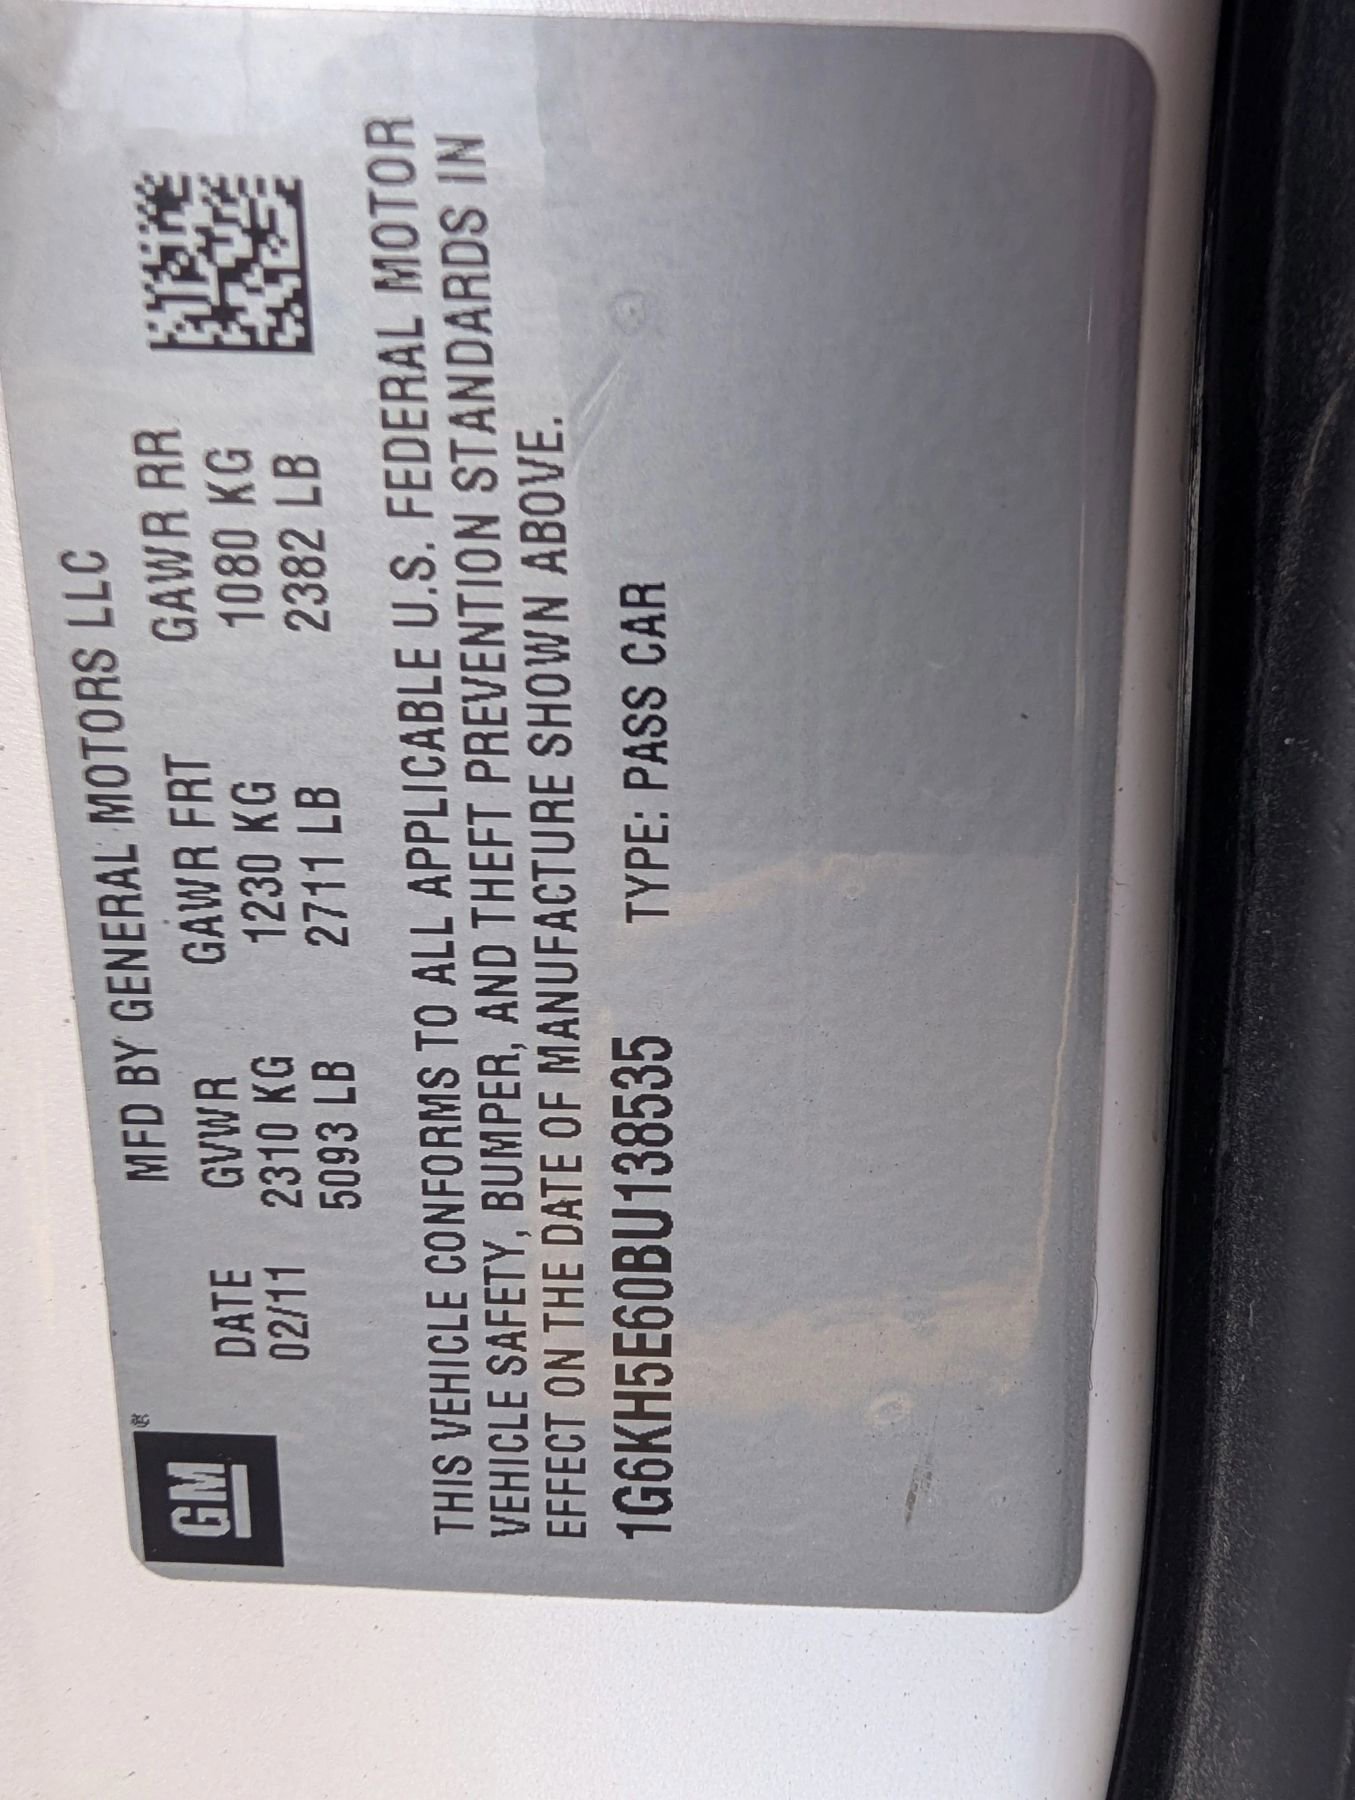 GM®
MFD BY GENERAL MOTORS LLC
DATE GVWR GAWR FRT GAWR RR
02/11 2310 KG 1230 KG 1080 KG
5093 LB 2711 LB 2382 LB
THIS VEHICLE CONFORMS TO ALL APPLICABLE U.S. FEDERAL MOTOR
VEHICLE SAFETY, BUMPER, AND THEFT PREVENTION STANDARDS IN
EFFECT ON THE DATE OF MANUFACTURE SHOWN ABOVE.
1G6KH5E60BU138535 TYPE: PASS CAR